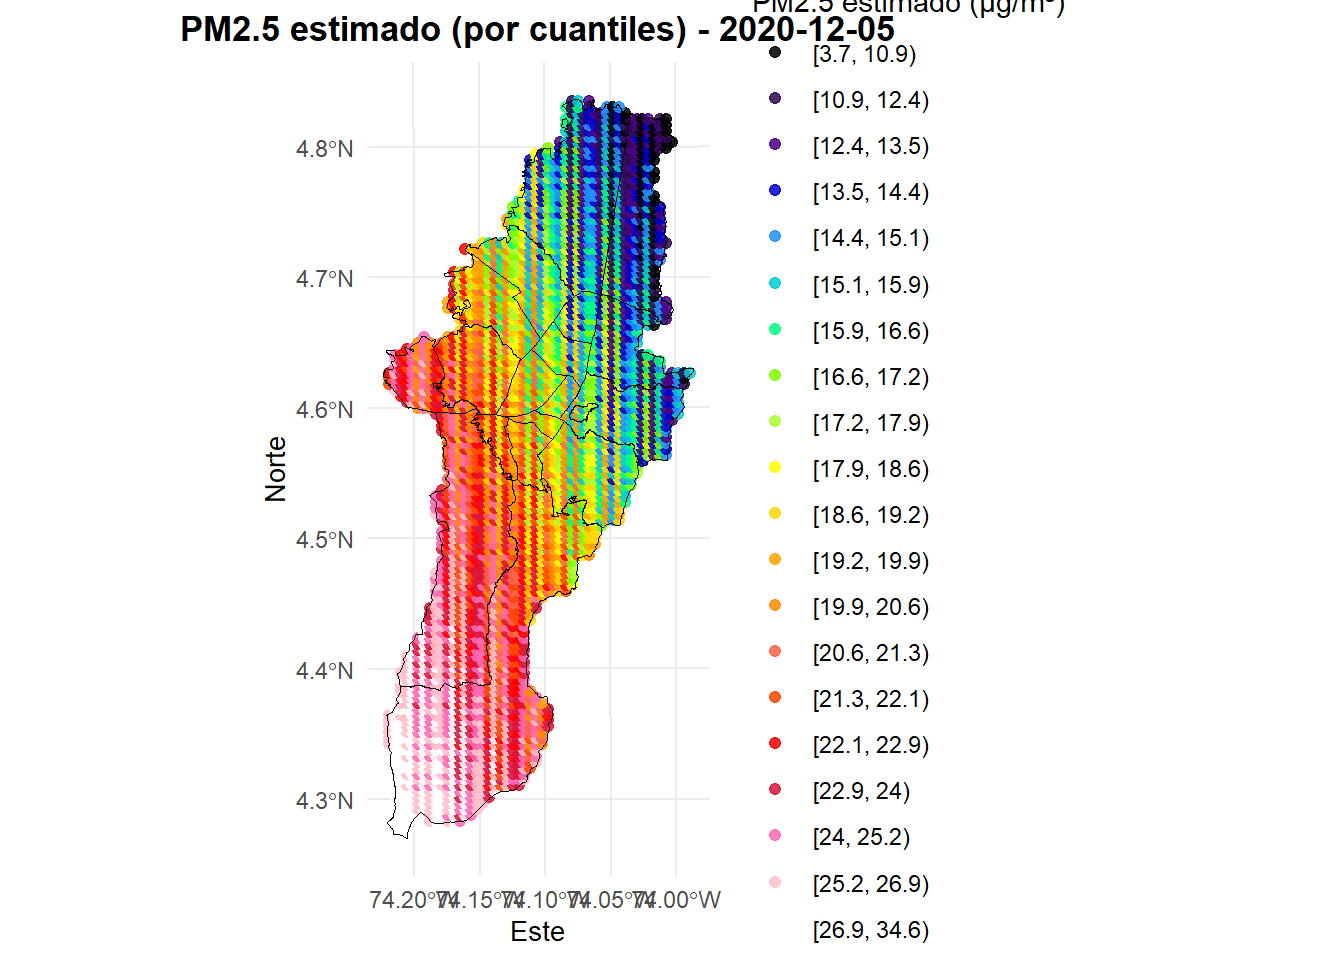 PM2.5 estimado (µg/m³)
PM2.5 estimado (por cuantiles) - 2020-12-05
[3.7, 10.9)
[10.9, 12.4)
[12.4, 13.5)
[13.5, 14.4)
[14.4, 15.1)
[15.1, 15.9)
[15.9, 16.6)
[16.6, 17.2)
[17.2, 17.9)
[17.9, 18.6)
[18.6, 19.2)
[19.2, 19.9)
[19.9, 20.6)
[20.6, 21.3)
[21.3, 22.1)
[22.1, 22.9)
[22.9, 24)
[24, 25.2)
[25.2, 26.9)
[26.9, 34.6)
4.8°N
4.7°N
4.6°N
4.5°N
4.4°N
4.3°N
Norte
74.20°W 74.15°W 74.10°W 74.05°W 74.00°W
Este